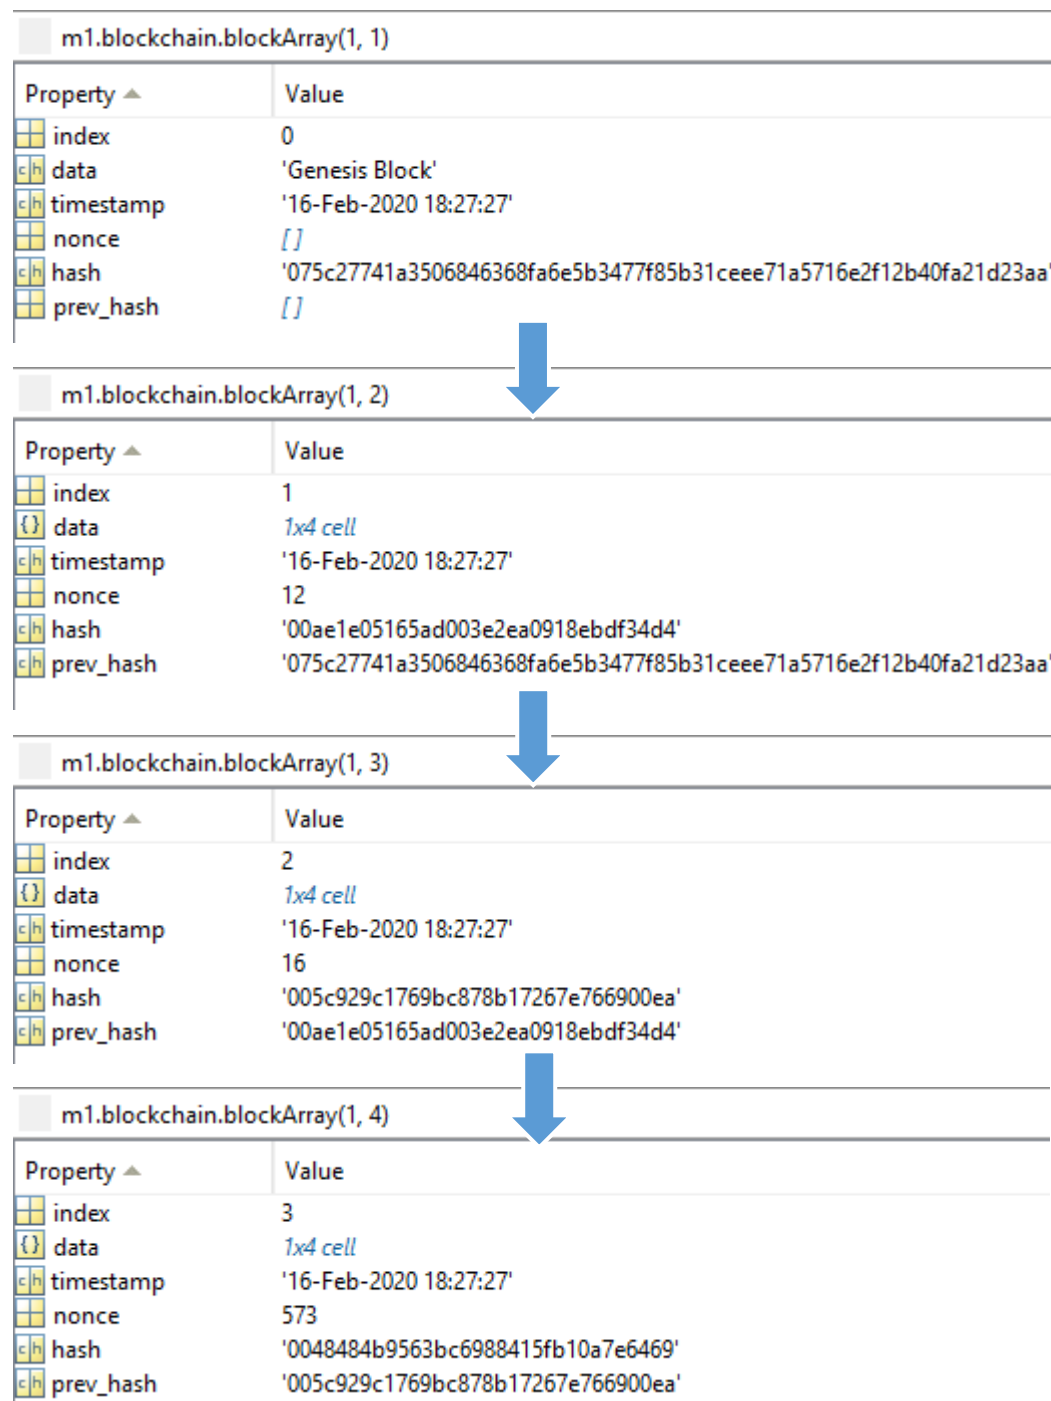 m1.blockchain.blockArray(1, 1)
Property Value
index 0
data 'Genesis Block'
timestamp '16-Feb-2020 18:27:27'
nonce []
hash '075c27741a3506846368fa6e5b3477f85b31ceee71a5716e2f12b40fa21d23aa'
prev_hash []
m1.blockchain.blockArray(1, 2)
Property Value
index 1
data 1x4 cell
timestamp '16-Feb-2020 18:27:27'
nonce 12
hash '00ae1e05165ad003e2ea0918ebdf34d4'
prev_hash '075c27741a3506846368fa6e5b3477f85b31ceee71a5716e2f12b40fa21d23aa'
m1.blockchain.blockArray(1, 3)
Property Value
index 2
data 1x4 cell
timestamp '16-Feb-2020 18:27:27'
nonce 16
hash '005c929c1769bc878b17267e766900ea'
prev_hash '00ae1e05165ad003e2ea0918ebdf34d4'
m1.blockchain.blockArray(1, 4)
Property Value
index 3
data 1x4 cell
timestamp '16-Feb-2020 18:27:27'
nonce 573
hash '0048484b9563bc6988415fb10a7e6469'
prev_hash '005c929c1769bc878b17267e766900ea'